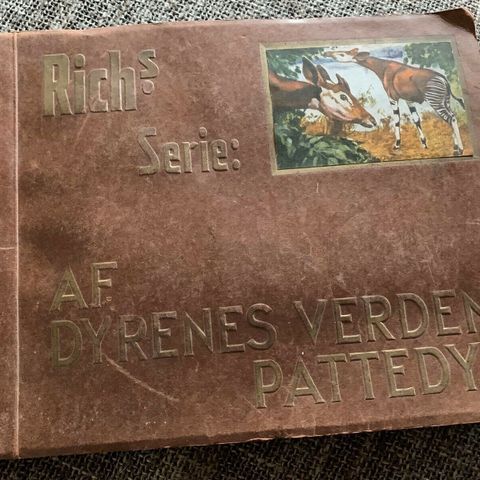 Richs.
Serie:
AF.
DYRENES VERDEN
PATTEDY